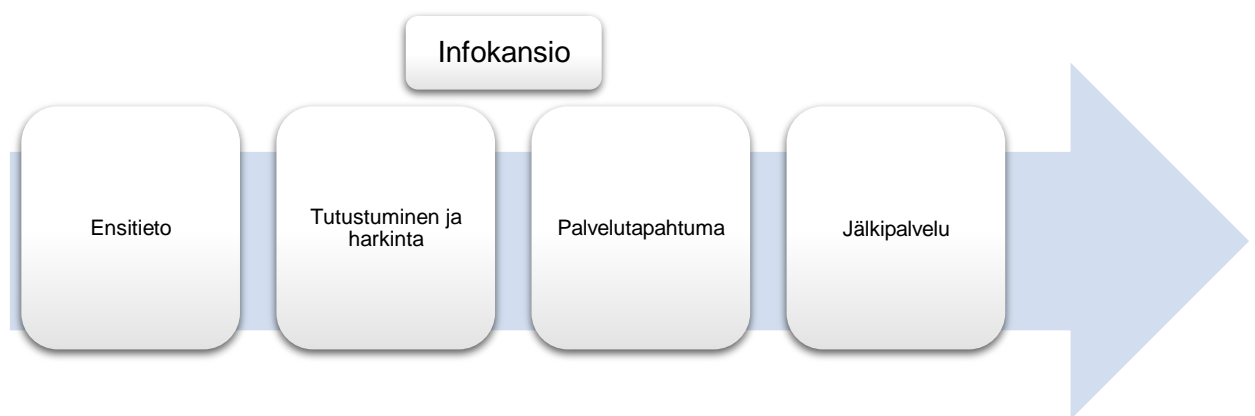 Infokansio
Ensitieto
Tutustuminen ja
harkinta
Palvelutapahtuma
Jälkipalvelu